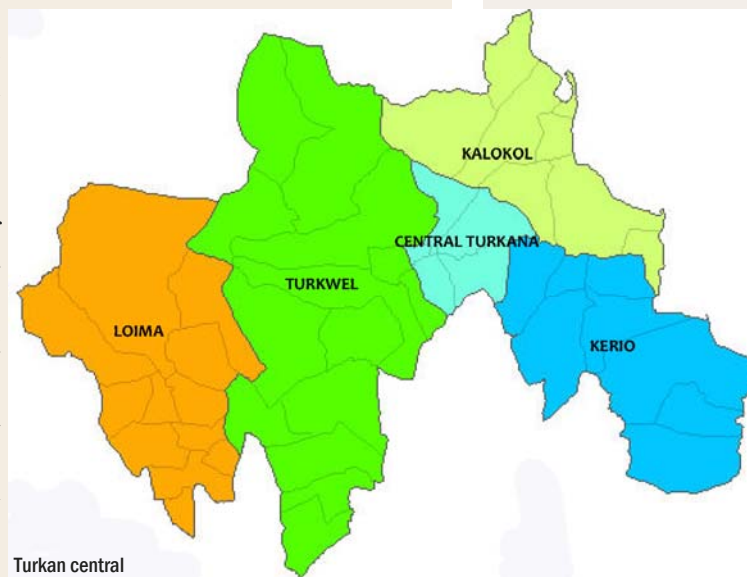 KALOKOL
CENTRAL TURKANA
TURKWEL
LOIMA
KERIO
Turkan central